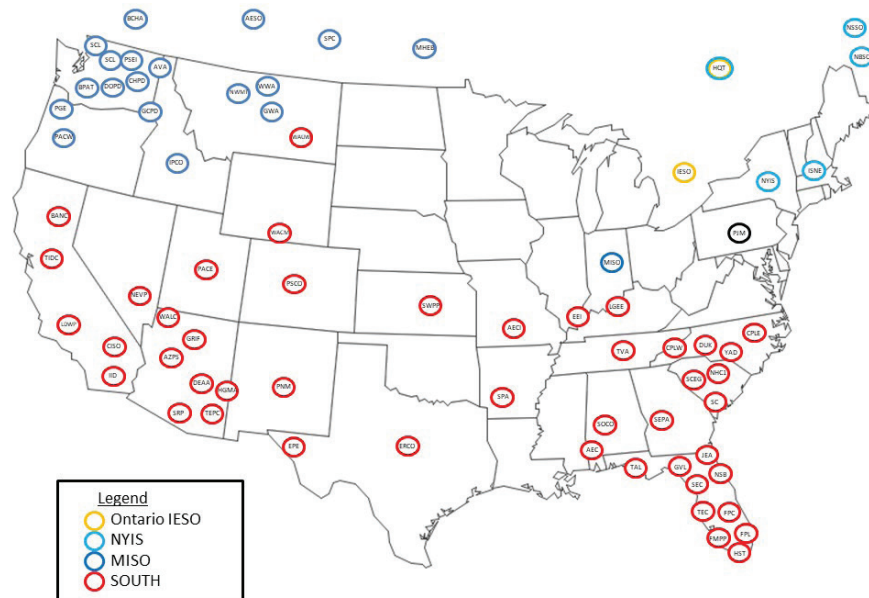 BCHA
AESO
NSSO
SPC
SCL
MHEB
NBSO
SCL
PSEI
AVA
HQT
BPAT
DOPD
CHPD
AVA
WWA
NWMT
PGE
GCPD
GWA
PACW
WAUW
IPCO
IESO
ISNE
NYIS
BANC
WACM
PJM
TIDC
PACE
MISO
PSCO
NEVP
SWPP
LGEE
WALC
EEI
LDWP
AECI
CPLE
CISO
GRIF
AZPS
TVA
CPLW
DUK
YAD
IID
DEAA
HGMA
PNM
SCEG
NHC1
SPA
SC
SRP
TEPC
SOCO
SEPA
EPE
ERCO
AEC
JEA
TAL
GVL
NSB
SEC
TEC
FPC
FMPP
FPL
HST
Legend
Ontario IESO
NYIS
MISO
SOUTH